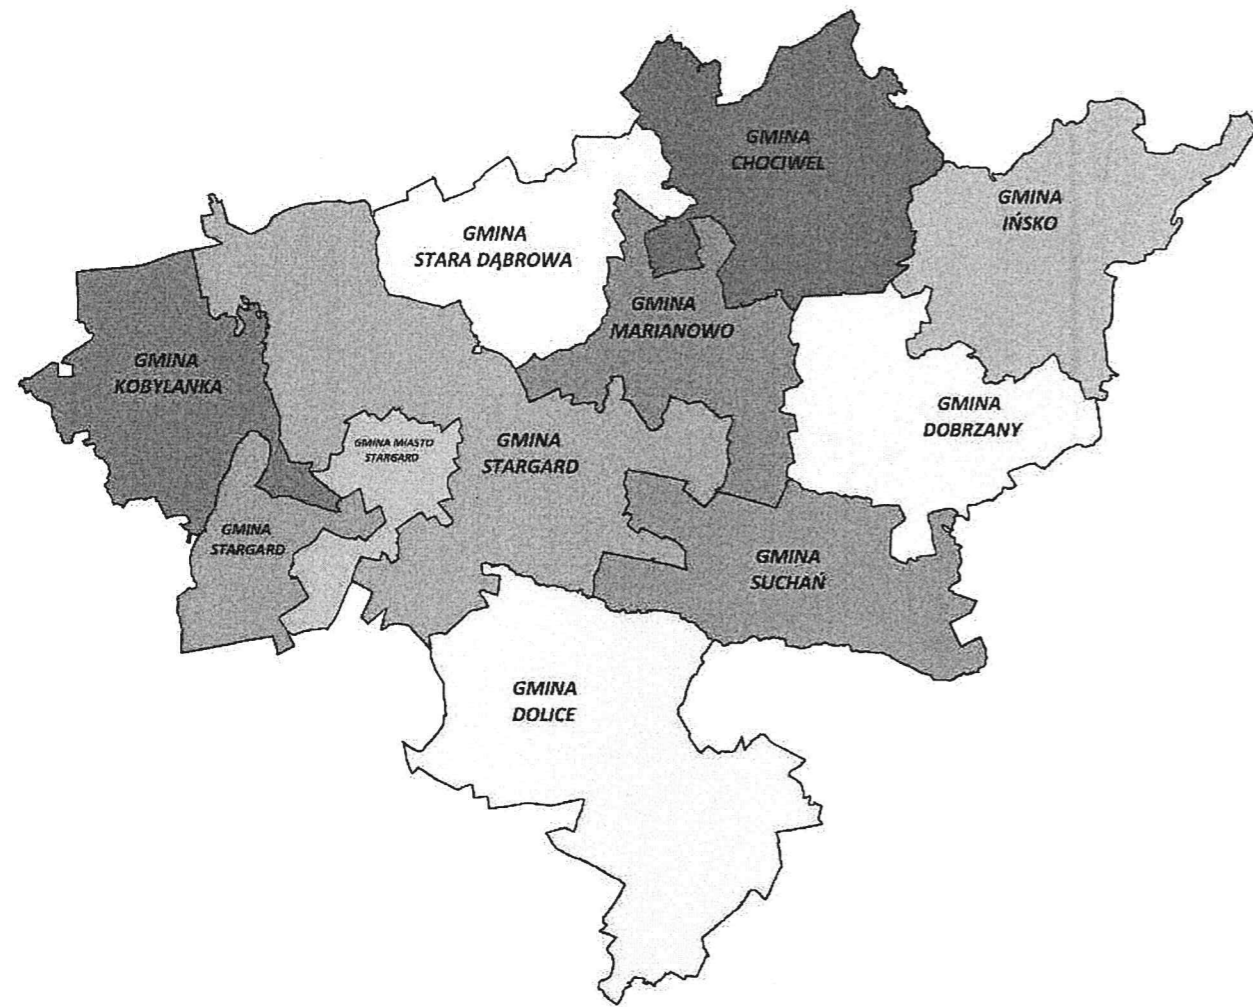 GMINA
CHOCIWEL
GMINA
IŃSKO
GMINA
STARA DĄBROWA
GMINA
MARIANOWO
GMINA
KOBYLANKA
GMINA
DOBRZANY
GMINA MIASTO
STARGARD
GMINA
STARGARD
GMINA
STARGARD
GMINA
SUCHAŃ
GMINA
DOLICE